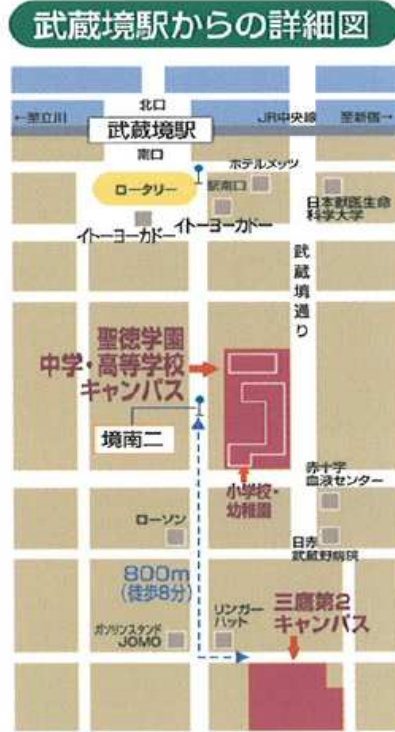 武蔵境駅からの詳細図
北口
←至立川
武蔵境駅
JR中央線
至新宿→
南口
ホテルメッツ
ロータリー
駅南口
日本獣医生命
科学大学
イトーヨーカドー
イトーヨーカドー
武蔵境通り
聖徳学園
中学・高等学校
キャンパス
境南二
小学校・
幼稚園
赤十字
血液センター
ローソン
日赤
武蔵野病院
800m
(徒歩8分)
リンガー
ハット
三鷹第2
キャンパス
ガソリンスタンド
JOMO